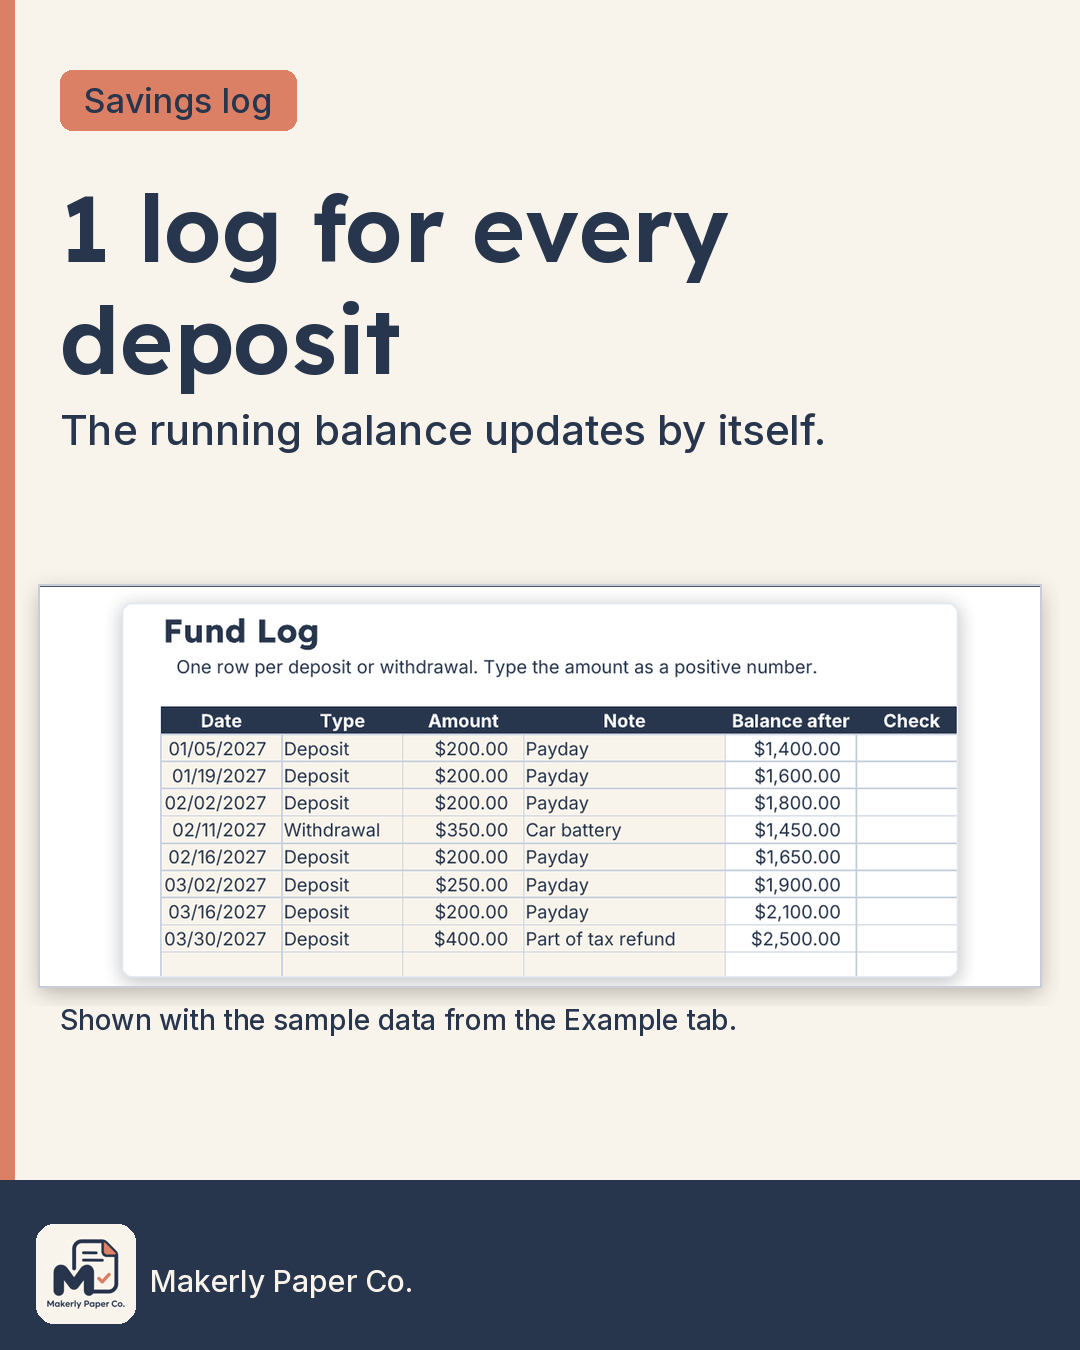 Savings log
1 log for every
deposit
The running balance updates by itself.
Fund Log
One row per deposit or withdrawal. Type the amount as a positive number.
Date Type Amount Note Balance after Check
01/05/2027 Deposit $200.00 Payday $1,400.00
01/19/2027 Deposit $200.00 Payday $1,600.00
02/02/2027 Deposit $200.00 Payday $1,800.00
02/11/2027 Withdrawal $350.00 Car battery $1,450.00
02/16/2027 Deposit $200.00 Payday $1,650.00
03/02/2027 Deposit $250.00 Payday $1,900.00
03/16/2027 Deposit $200.00 Payday $2,100.00
03/30/2027 Deposit $400.00 Part of tax refund $2,500.00
Shown with the sample data from the Example tab.
M
Makerly Paper Co.
Makerly Paper Co.